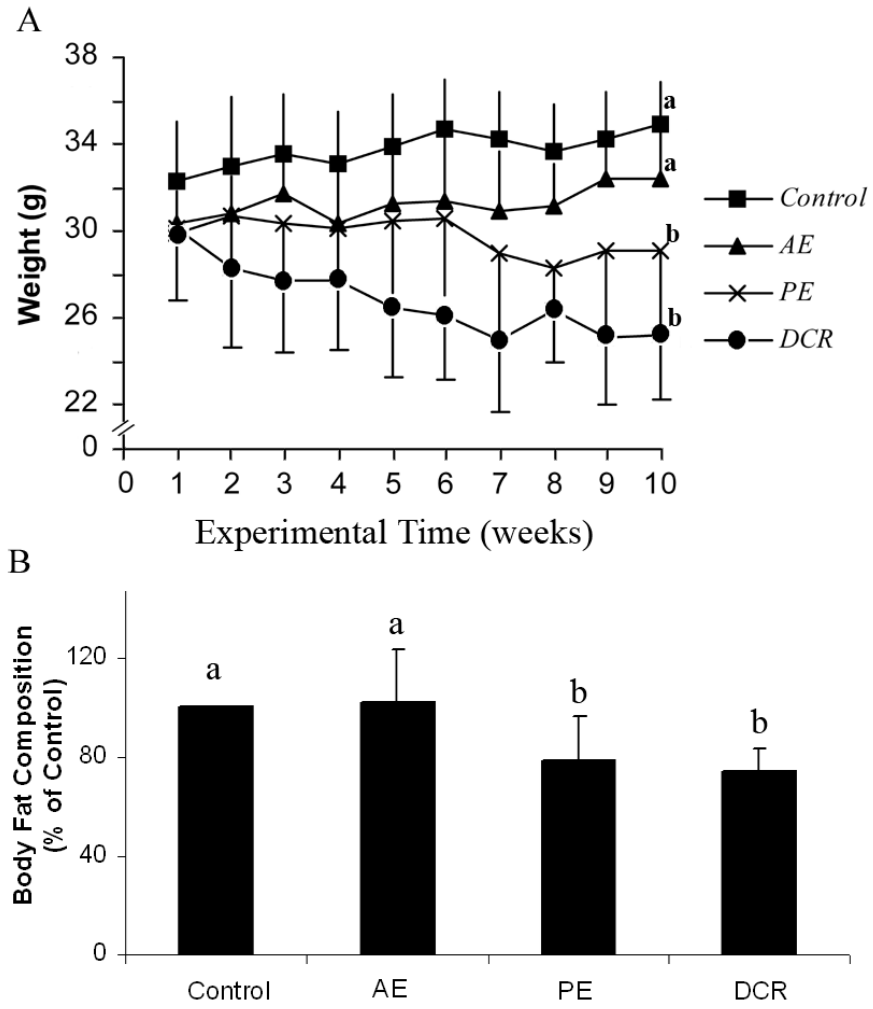 A
38
34
30
26
22
0
Weight (g)
a
a
b
b
Control
AE
PE
DCR
0 1 2 3 4 5 6 7 8 9 10
Experimental Time (weeks)
B
Body Fat Composition
(% of Control)
120
80
40
0
a
a
b
b
Control AE PE DCR